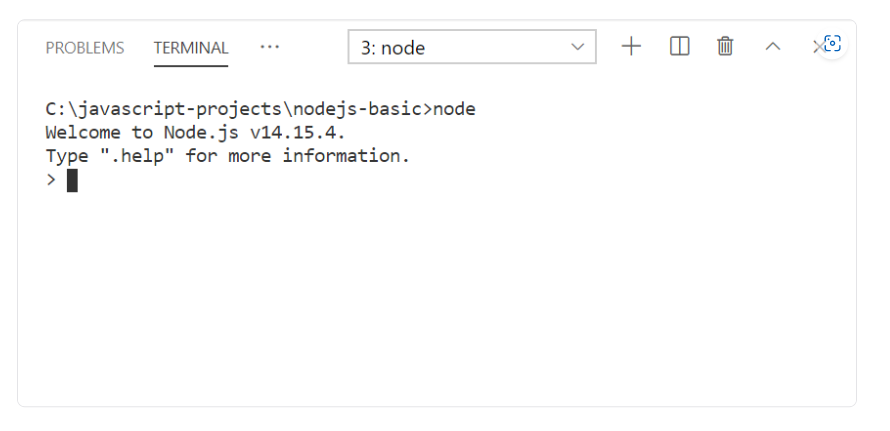 PROBLEMS TERMINAL ... 3: node
C:\javascript-projects\nodejs-basic>node
Welcome to Node.js v14.15.4.
Type ".help" for more information.
>